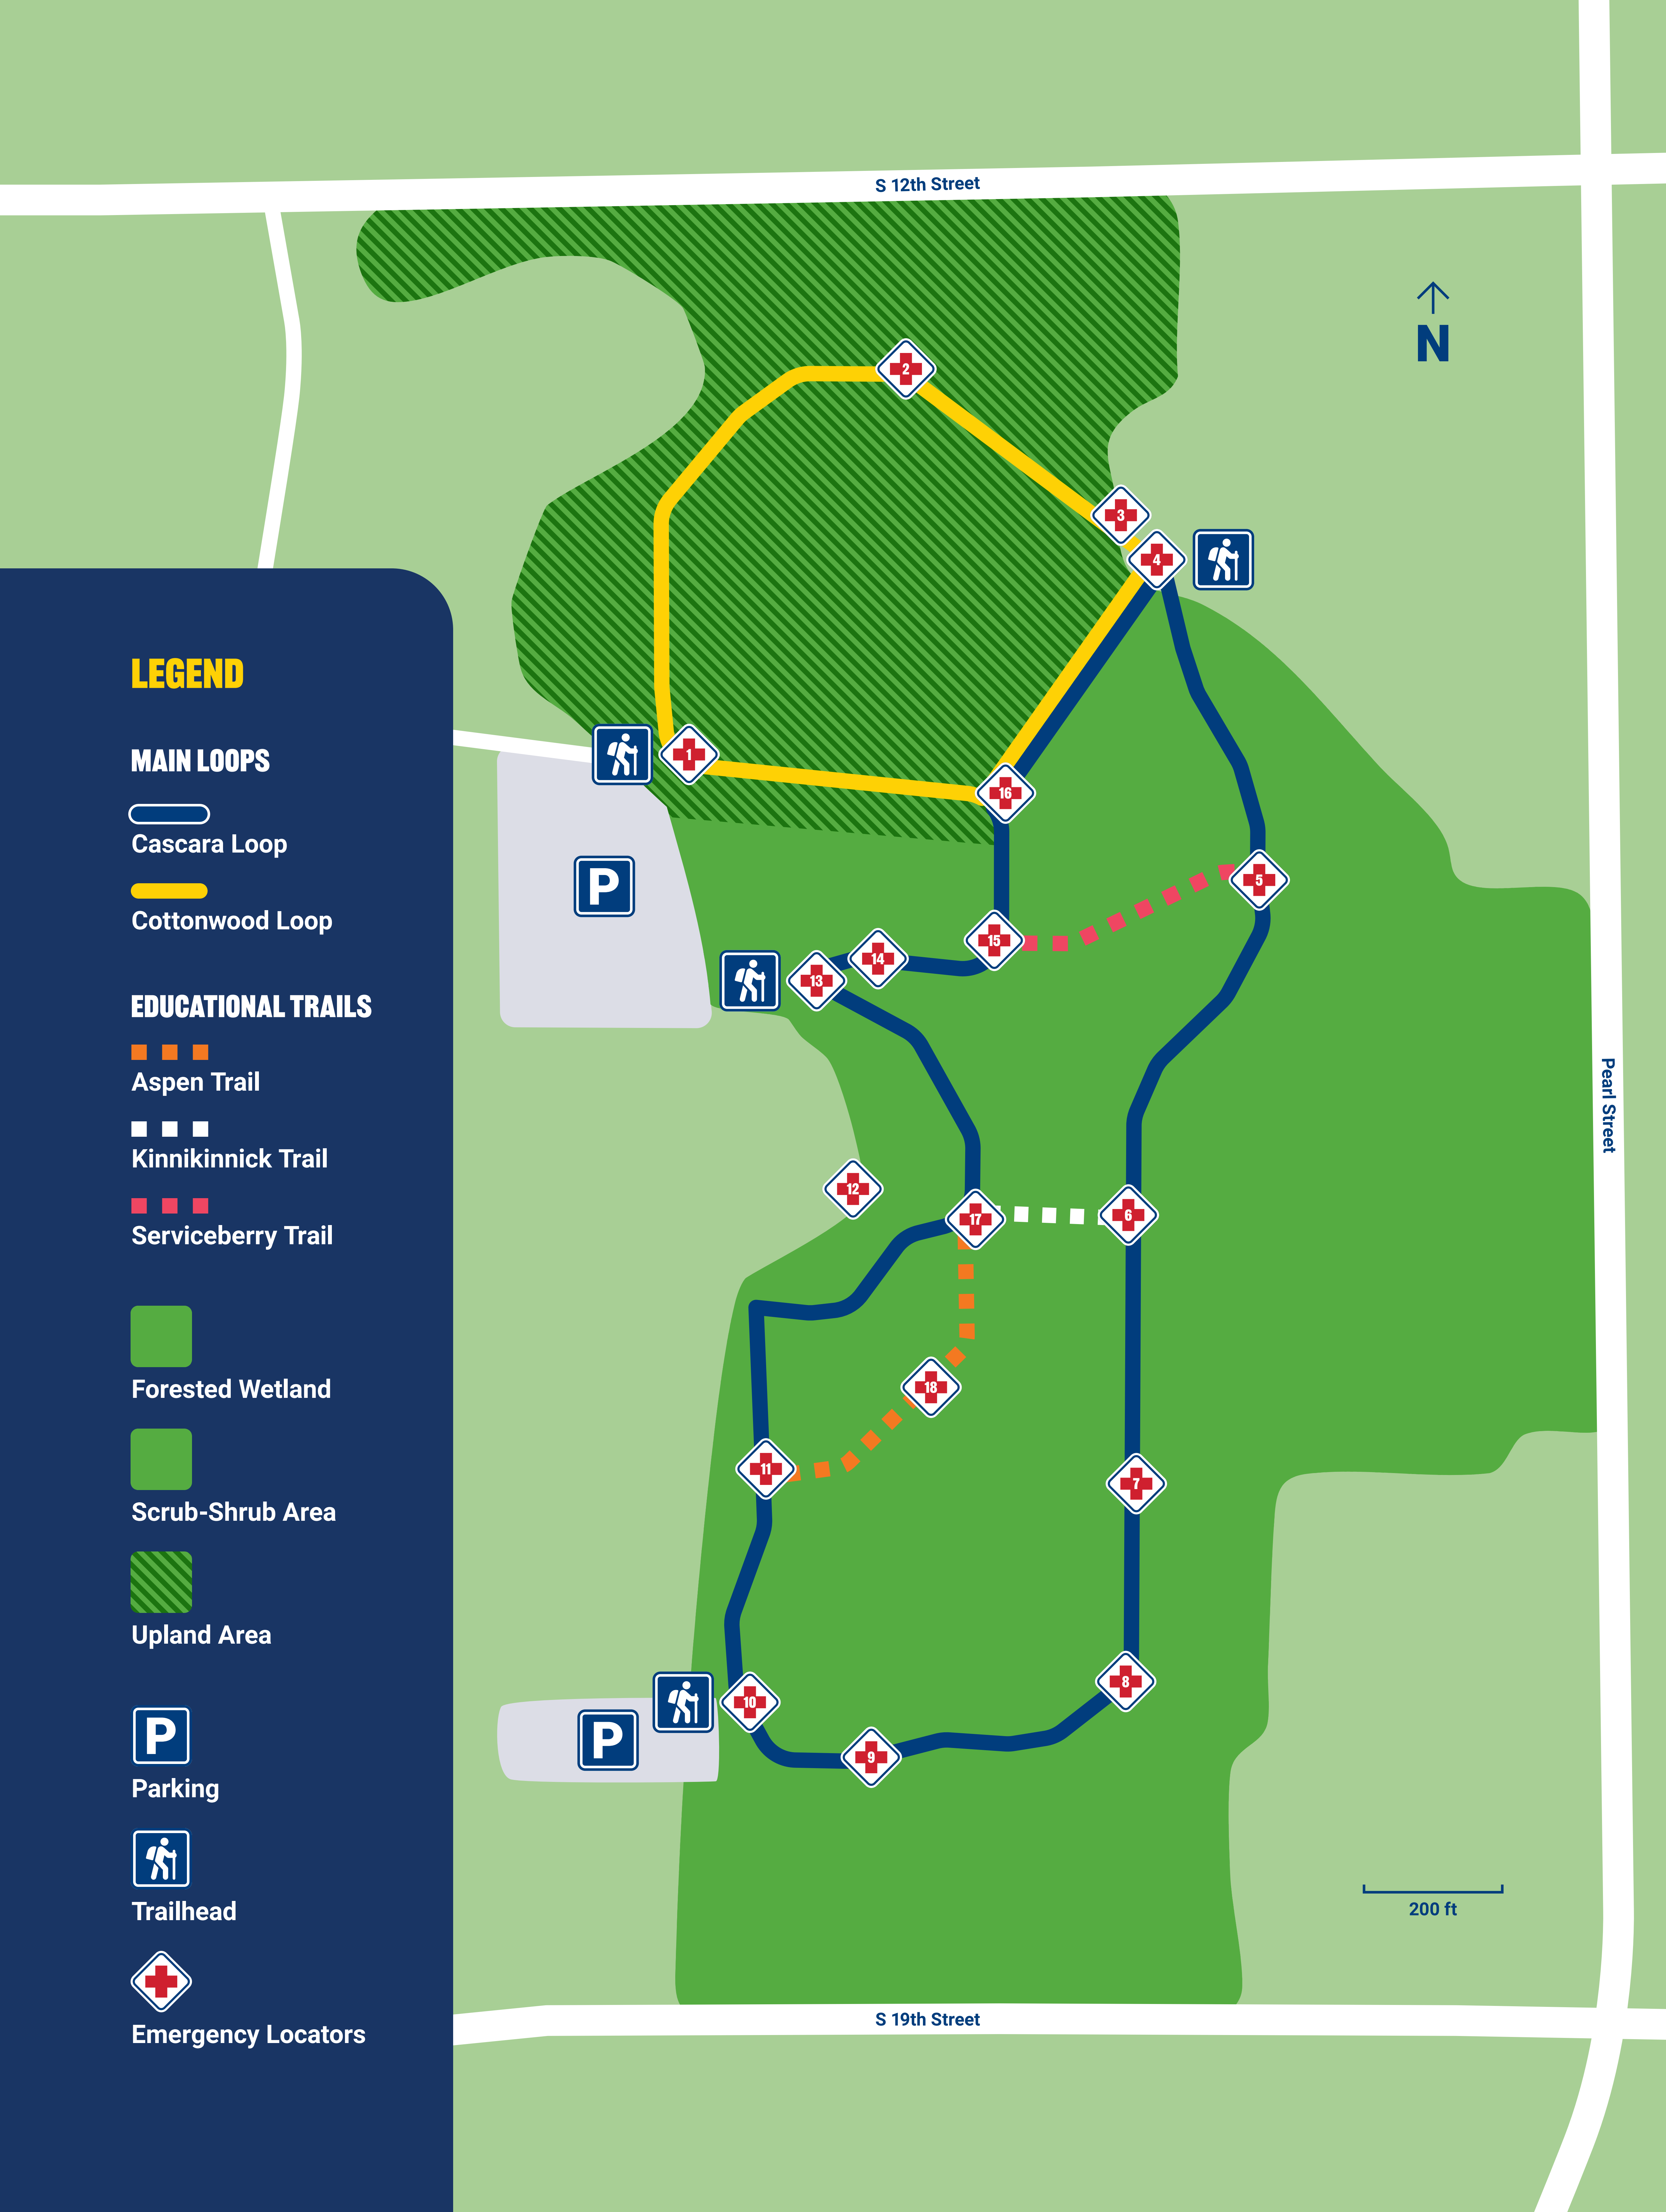 S 12th Street
N
2
3
4
LEGEND
MAIN LOOPS
Cascara Loop
Cottonwood Loop
EDUCATIONAL TRAILS
Aspen Trail
Kinnikinnick Trail
Serviceberry Trail
Forested Wetland
Scrub-Shrub Area
Upland Area
P
Parking
Trailhead
Emergency Locators
1
16
P
5
15
14
13
Pearl Street
12
17
6
18
11
7
8
10
P
9
200 ft
S 19th Street